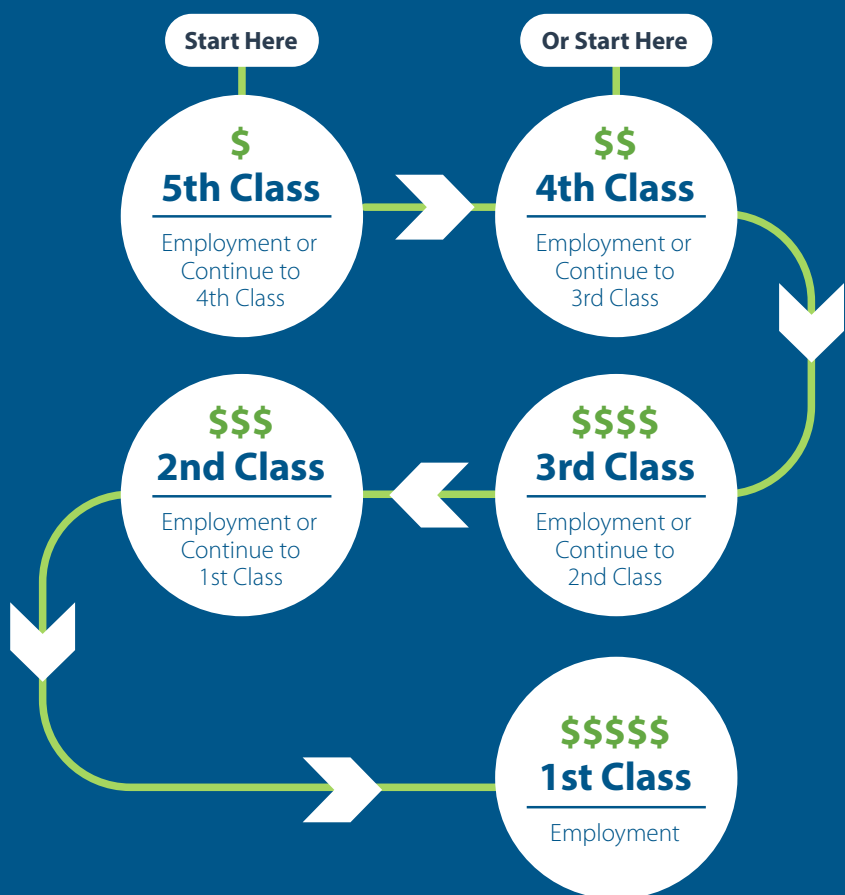 Start Here
Or Start Here
$
5th Class
Employment or
Continue to
4th Class
$$
4th Class
Employment or
Continue to
3rd Class
$$$$
3rd Class
Employment or
Continue to
2nd Class
$$$
2nd Class
Employment or
Continue to
1st Class
$$$$$
1st Class
Employment